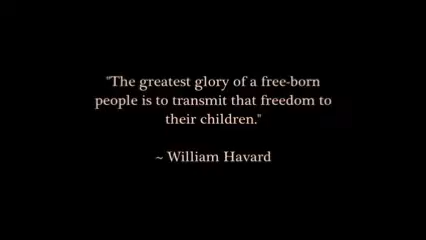 "The greatest glory of a free-born
people is to transmit that freedom to
their children."
~ William Havard